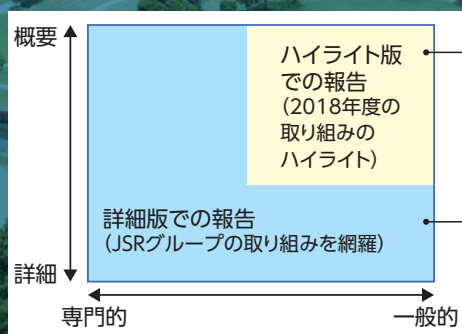 概要
ハイライト版
での報告
（2018年度の
取り組みの
ハイライト）
詳細版での報告
（JSRグループの取り組みを網羅）
詳細
専門的
一般的